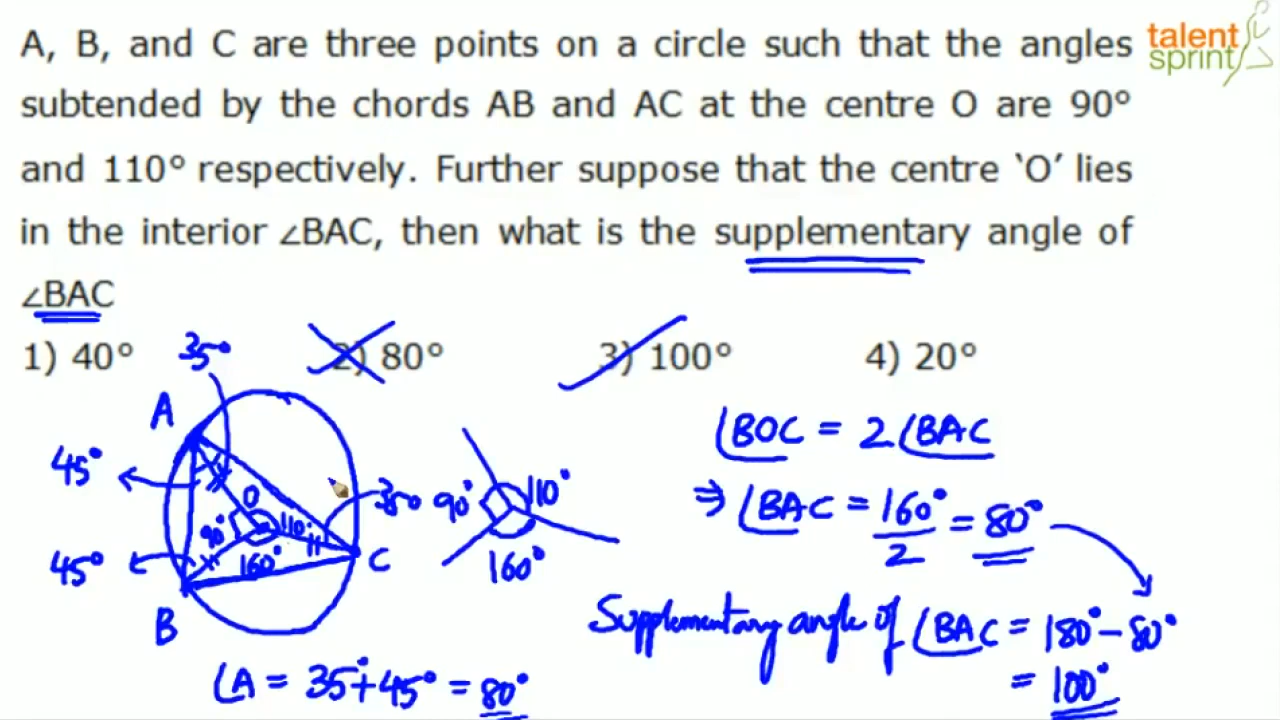 A, B, and C are three points on a circle such that the angles
talent
sprint
subtended by the chords AB and AC at the centre O are 90°
and 110° respectively. Further suppose that the centre ‘O’ lies
in the interior ∠BAC, then what is the supplementary angle of
∠BAC
1) 40° 2) 80° 3) 100° 4) 20°
35°
A
45°
O
90° 110°
160°
35°
45°
B
C
90° 110°
160°
∠BOC = 2∠BAC
⇒ ∠BAC = 160°/2 = 80°
Supplementary angle of ∠BAC = 180° - 80°
= 100°
∠A = 35° + 45° = 80°